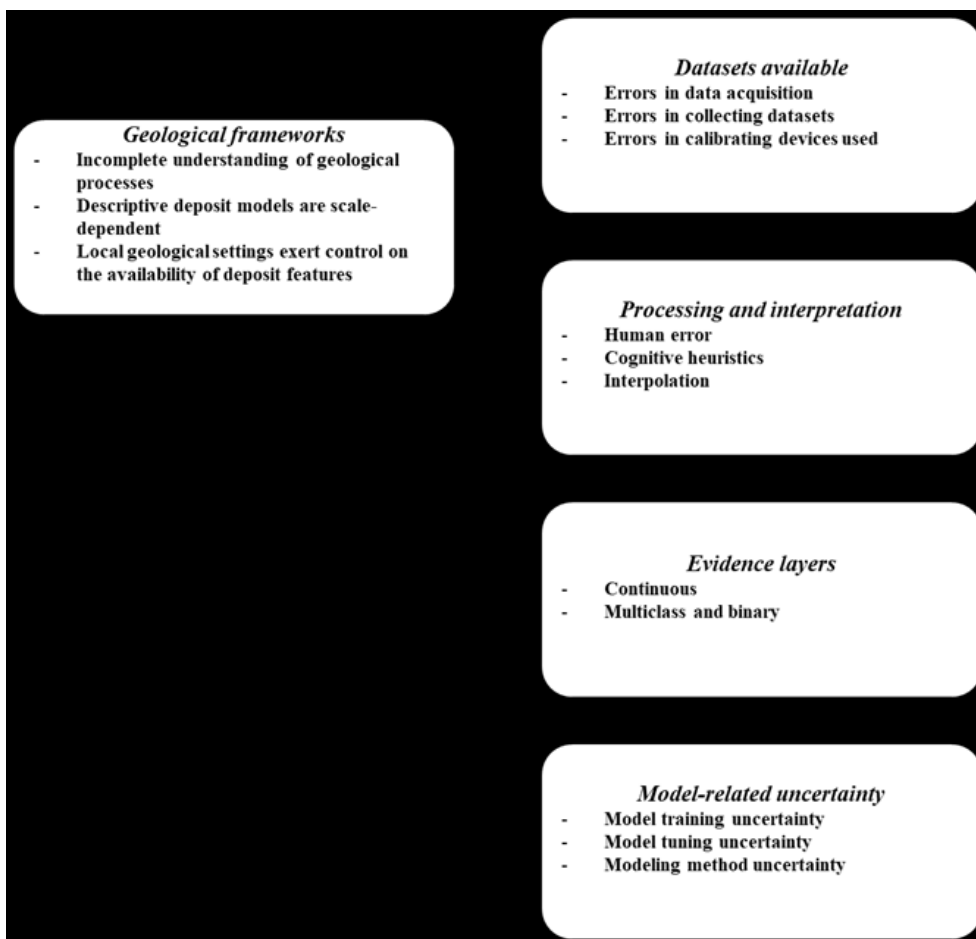 Geological frameworks
- Incomplete understanding of geological
processes
- Descriptive deposit models are scale-
dependent
- Local geological settings exert control on
the availability of deposit features
Datasets available
- Errors in data acquisition
- Errors in collecting datasets
- Errors in calibrating devices used
Processing and interpretation
- Human error
- Cognitive heuristics
- Interpolation
Evidence layers
- Continuous
- Multiclass and binary
Model-related uncertainty
- Model training uncertainty
- Model tuning uncertainty
- Modeling method uncertainty